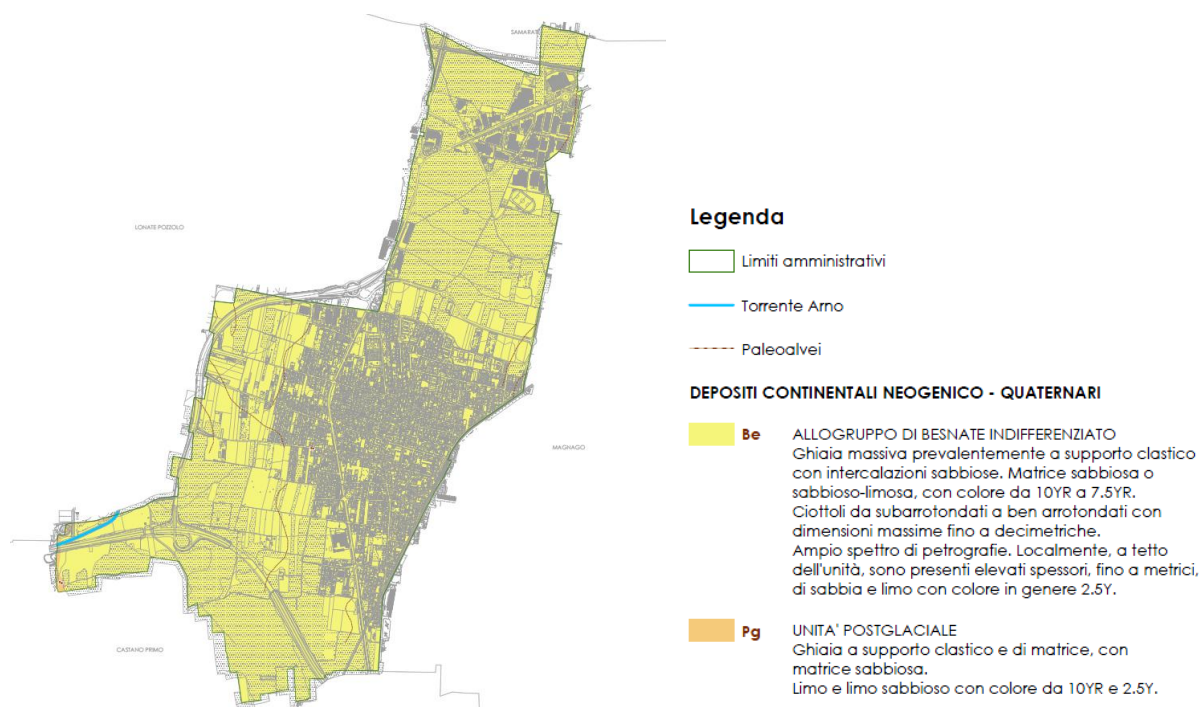 SAMARATE
LONATE POZZOLO
MAGNAGO
CASTANO PRIMO
Be
Pg
Legenda
Limiti amministrativi
Torrente Arno
Paleoalvei
DEPOSITI CONTINENTALI NEOGENICO - QUATERNARI
Be ALLOGRUPPO DI BESNATE INDIFFERENZIATO
Ghiaia massiva prevalentemente a supporto clastico
con intercalazioni sabbiose. Matrice sabbiosa o
sabbioso-limosa, con colore da 10YR a 7.5YR.
Ciottoli da subarrotondati a ben arrotondati con
dimensioni massime fino a decimetriche.
Ampio spettro di petrografie. Localmente, a tetto
dell'unità, sono presenti elevati spessori, fino a metrici,
di sabbia e limo con colore in genere 2.5Y.
Pg UNITA' POSTGLACIALE
Ghiaia a supporto clastico e di matrice, con
matrice sabbiosa.
Limo e limo sabbioso con colore da 10YR e 2.5Y.